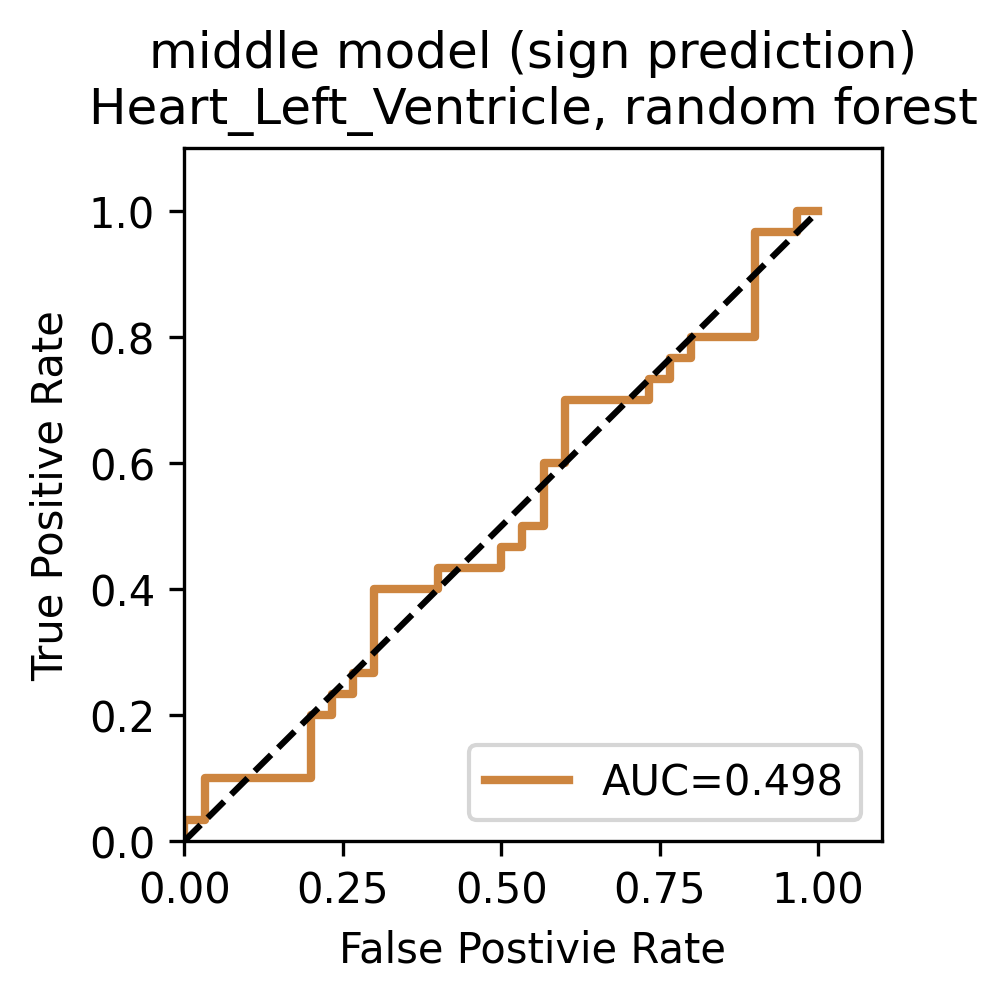 middle model (sign prediction)
Heart_Left_Ventricle, random forest
True Positive Rate
1.0
0.8
0.6
0.4
0.2
0.0
AUC=0.498
0.00 0.25 0.50 0.75 1.00
False Postivie Rate